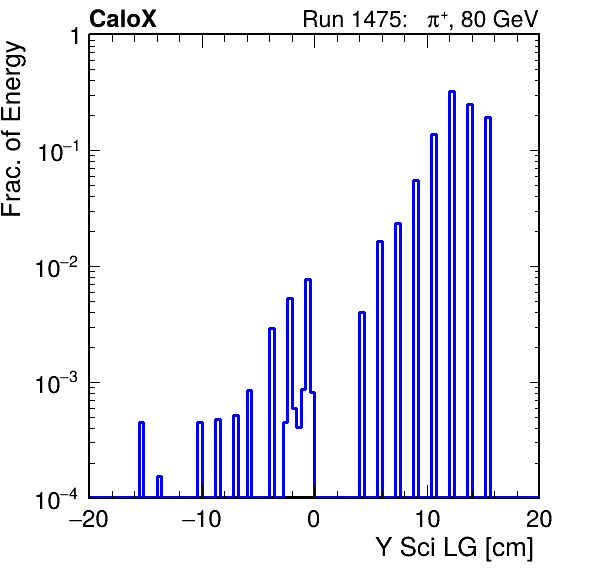 CaloX Run 1475: π⁺, 80 GeV
Frac. of Energy
1
10⁻¹
10⁻²
10⁻³
10⁻⁴
−20 −10 0 10 20
Y Sci LG [cm]